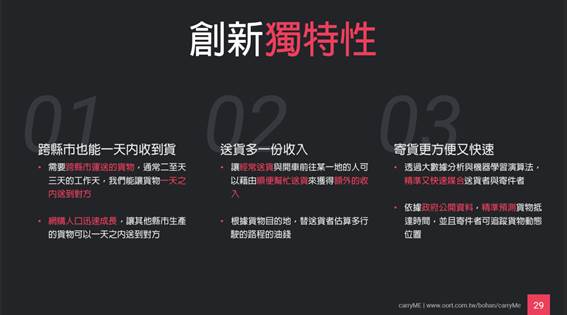 創新獨特性
01
跨縣市也能一天內收到貨
• 需要跨縣市運送的貨物，通常二至天
三天的工作天，我們能讓貨物一天之
內送到對方
• 網購人口迅速成長，讓其他縣市生產
的貨物可以一天之內送到對方
02
送貨多一份收入
• 讓經常送貨與開車前往某一地的人可
以藉由順便幫忙送貨來獲得額外的收
入
• 根據貨物目的地，替送貨者估算多行
駛的路程的油錢
03
寄貨更方便又快速
• 透過大數據分析與機器學習演算法，
精準又快速媒合送貨者與寄件者
• 依據政府公開資料，精準預測貨物抵
達時間，並且寄件者可追蹤貨物動態
位置
carryME | www.oort.com.tw/bohan/carryMe
29